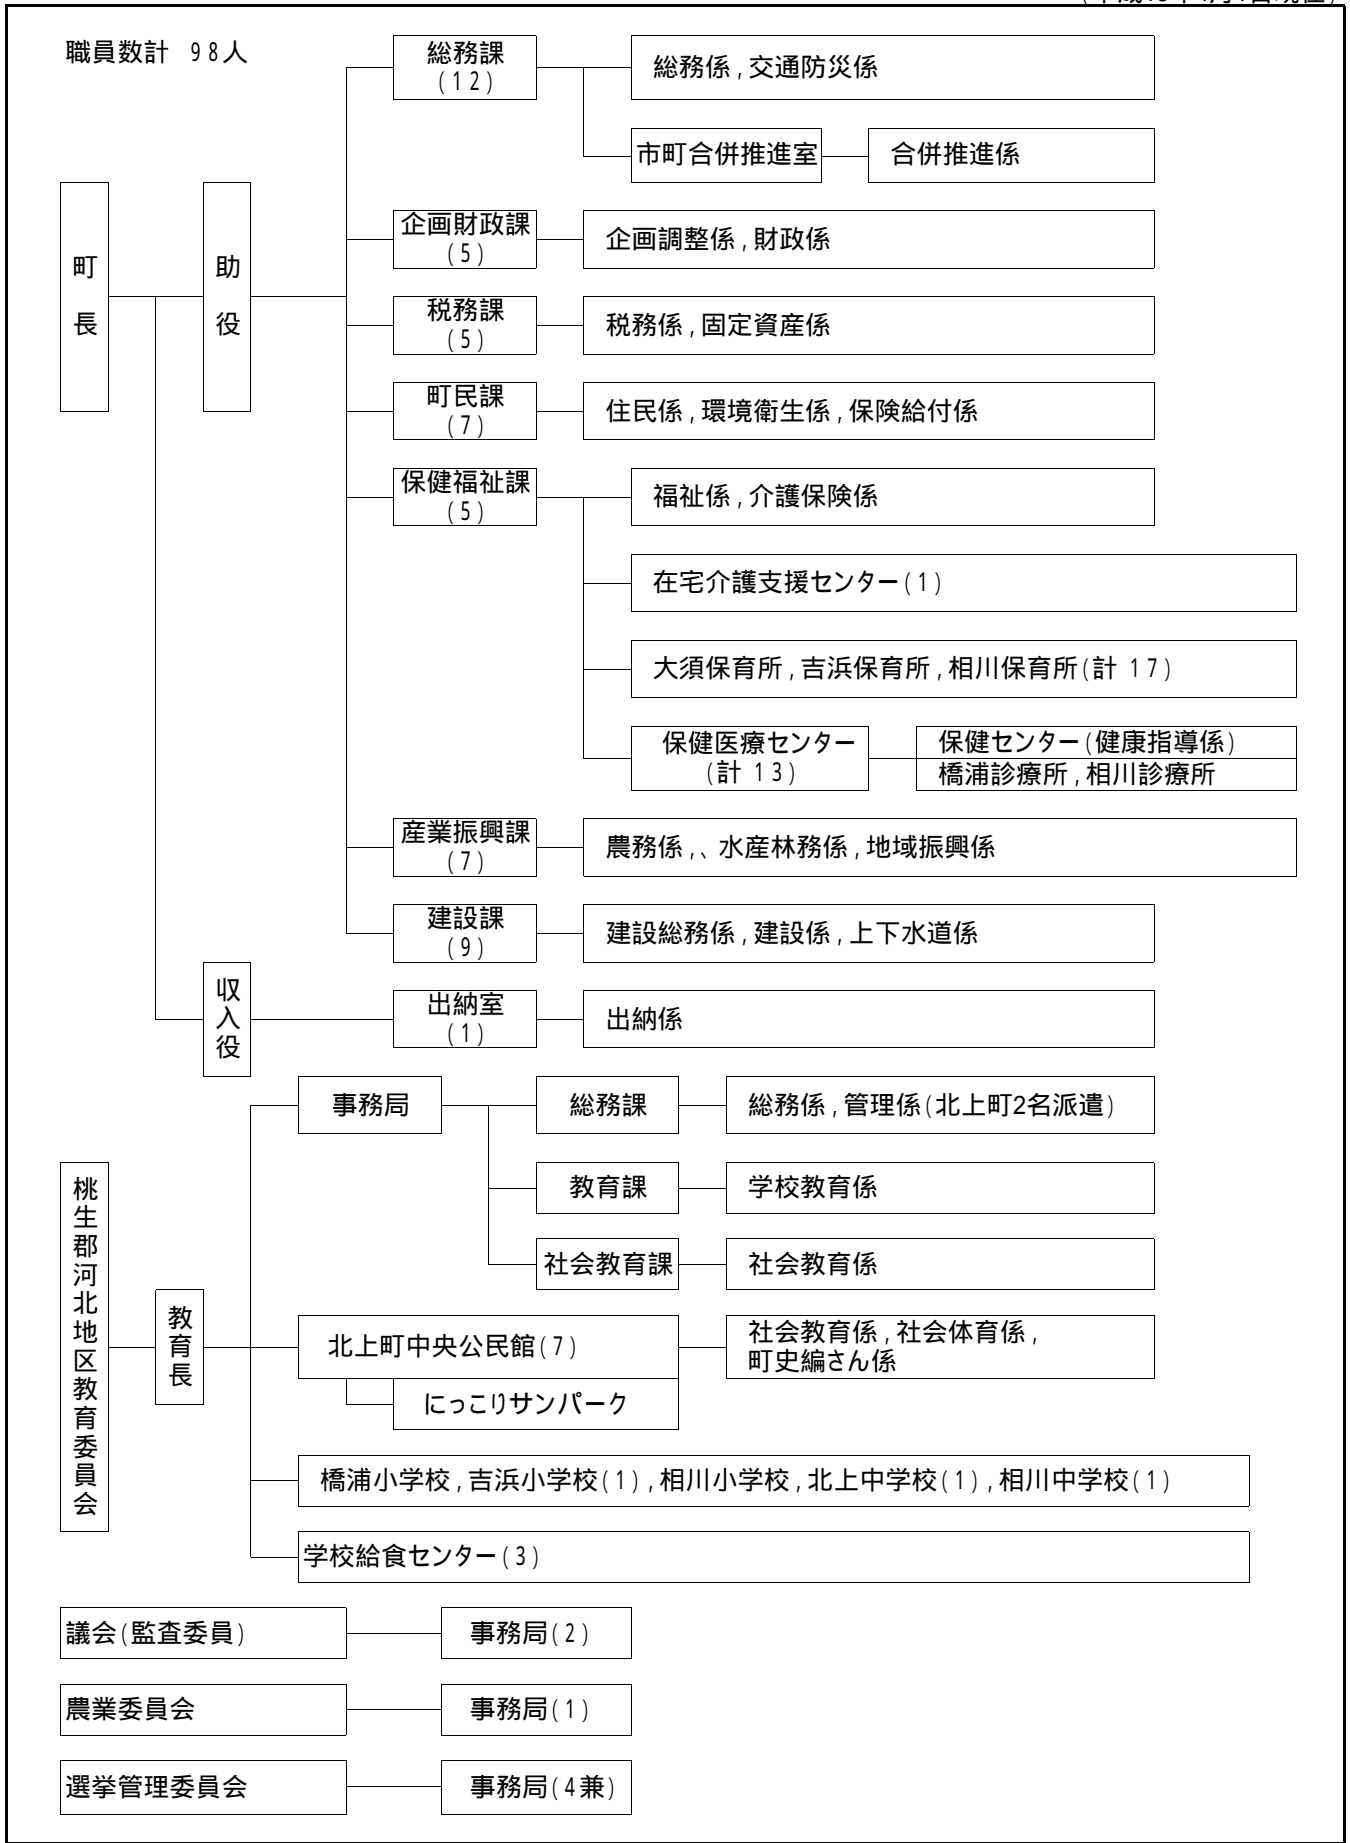 職員数計 98人
総務課
(12)
総務係,交通防災係
市町合併推進室
合併推進係
町長
助役
企画財政課
(5)
企画調整係,財政係
税務課
(5)
税務係,固定資産係
町民課
(7)
住民係,環境衛生係,保険給付係
保健福祉課
(5)
福祉係,介護保険係
在宅介護支援センター(1)
大須保育所,吉浜保育所,相川保育所(計 17)
保健医療センター
(計 13)
保健センター(健康指導係)
橋浦診療所,相川診療所
産業振興課
(7)
農務係,、水産林務係,地域振興係
建設課
(9)
建設総務係,建設係,上下水道係
収入役
出納室
(1)
出納係
事務局
総務課
総務係,管理係(北上町2名派遣)
桃生郡河北地区教育委員会
教育長
教育課
学校教育係
社会教育課
社会教育係
北上町中央公民館(7)
社会教育係,社会体育係,
町史編さん係
にっこりサンパーク
橋浦小学校,吉浜小学校(1),相川小学校,北上中学校(1),相川中学校(1)
学校給食センター(3)
議会(監査委員)
事務局(2)
農業委員会
事務局(1)
選挙管理委員会
事務局(4兼)